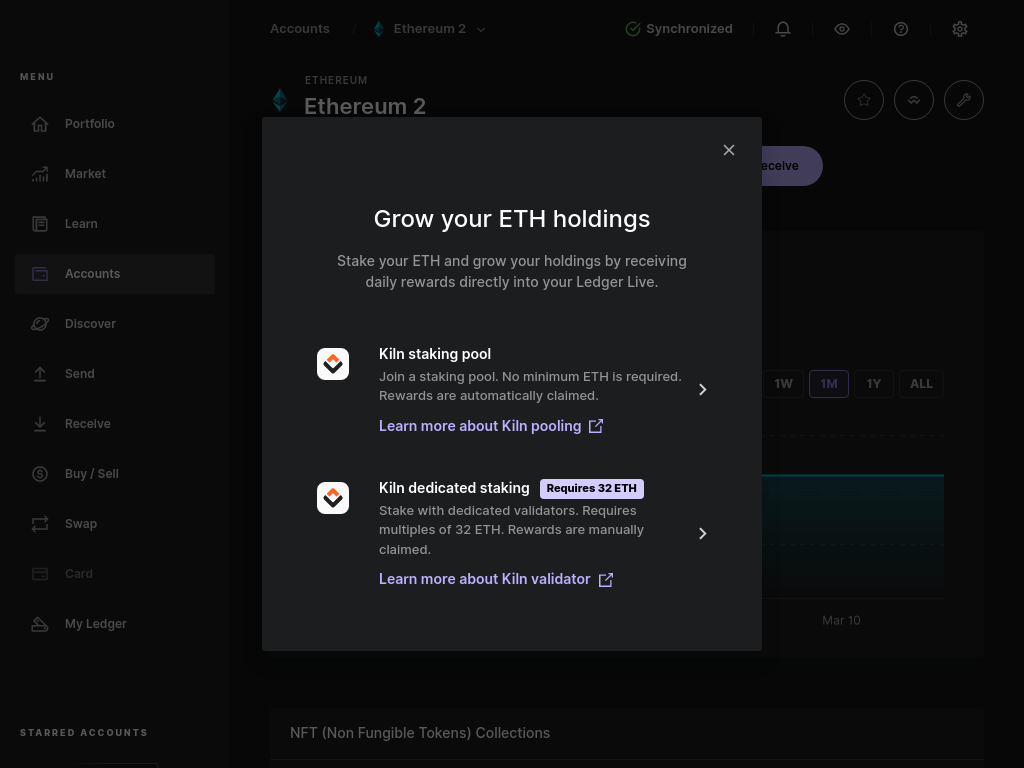 Accounts / Ethereum 2
Synchronized
MENU
Portfolio
Market
Learn
Accounts
Discover
Send
Receive
Buy / Sell
Swap
Card
My Ledger
STARRED ACCOUNTS
ETHEREUM
Ethereum 2
Grow your ETH holdings
Stake your ETH and grow your holdings by receiving
daily rewards directly into your Ledger Live.
Kiln staking pool
Join a staking pool. No minimum ETH is required.
Rewards are automatically claimed.
Learn more about Kiln pooling
Kiln dedicated staking Requires 32 ETH
Stake with dedicated validators. Requires
multiples of 32 ETH. Rewards are manually
claimed.
Learn more about Kiln validator
eceive
1W 1M 1Y ALL
Mar 10
NFT (Non Fungible Tokens) Collections